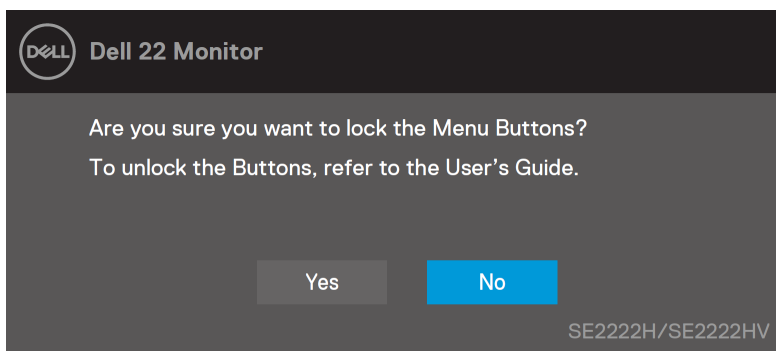 DELL Dell 22 Monitor
Are you sure you want to lock the Menu Buttons?
To unlock the Buttons, refer to the User’s Guide.
Yes No
SE2222H/SE2222HV